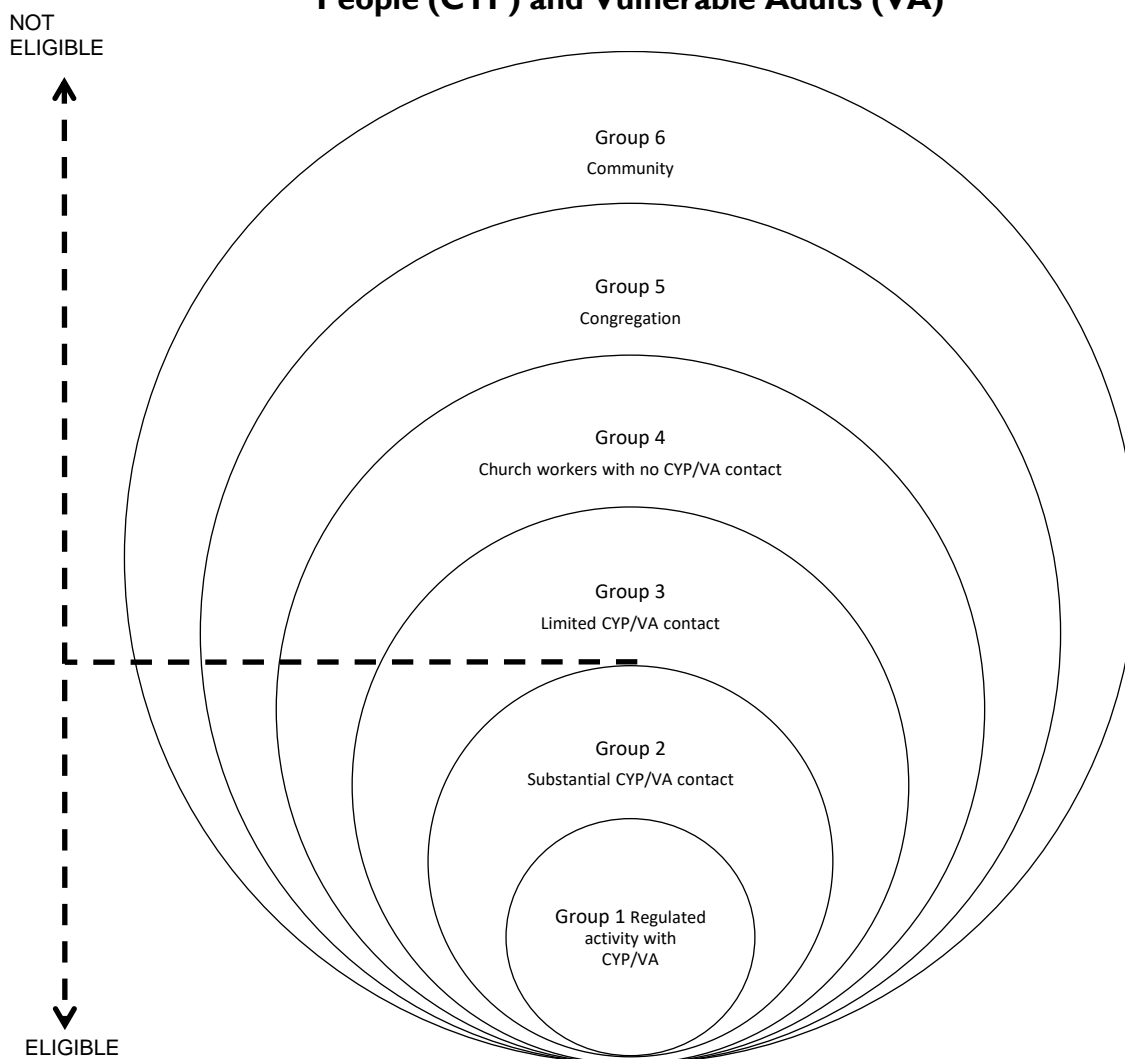 People (CYP) and Vulnerable Adults (VA)
NOT
ELIGIBLE
Group 6
Community
Group 5
Congregation
Group 4
Church workers with no CYP/VA contact
Group 3
Limited CYP/VA contact
Group 2
Substantial CYP/VA contact
Group 1 Regulated
activity with
CYP/VA
ELIGIBLE